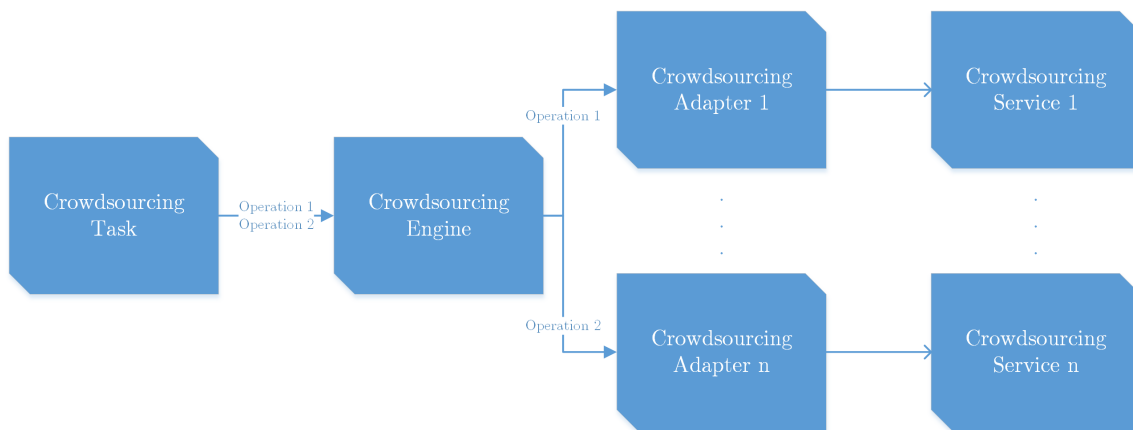 Crowdsourcing
Task
Operation 1
Operation 2
Crowdsourcing
Engine
Operation 1
Operation 2
Crowdsourcing
Adapter 1
Crowdsourcing
Service 1
.
.
.
.
.
.
Crowdsourcing
Adapter n
Crowdsourcing
Service n